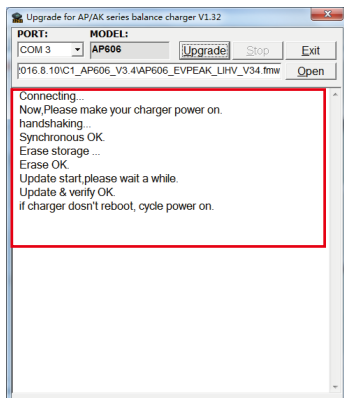 Upgrade for AP/AK series balance charger V1.32
PORT: MODEL:
COM 3 AP606 Upgrade Stop Exit
!016.8.10\C1_AP606_V3.4\AP606_EVPEAK_LIHV_V34.fmw Open
Connecting...
Now,Please make your charger power on.
handshaking...
Synchronous OK.
Erase storage ...
Erase OK.
Update start,please wait a while.
Update & verify OK.
if charger dosn't reboot, cycle power on.